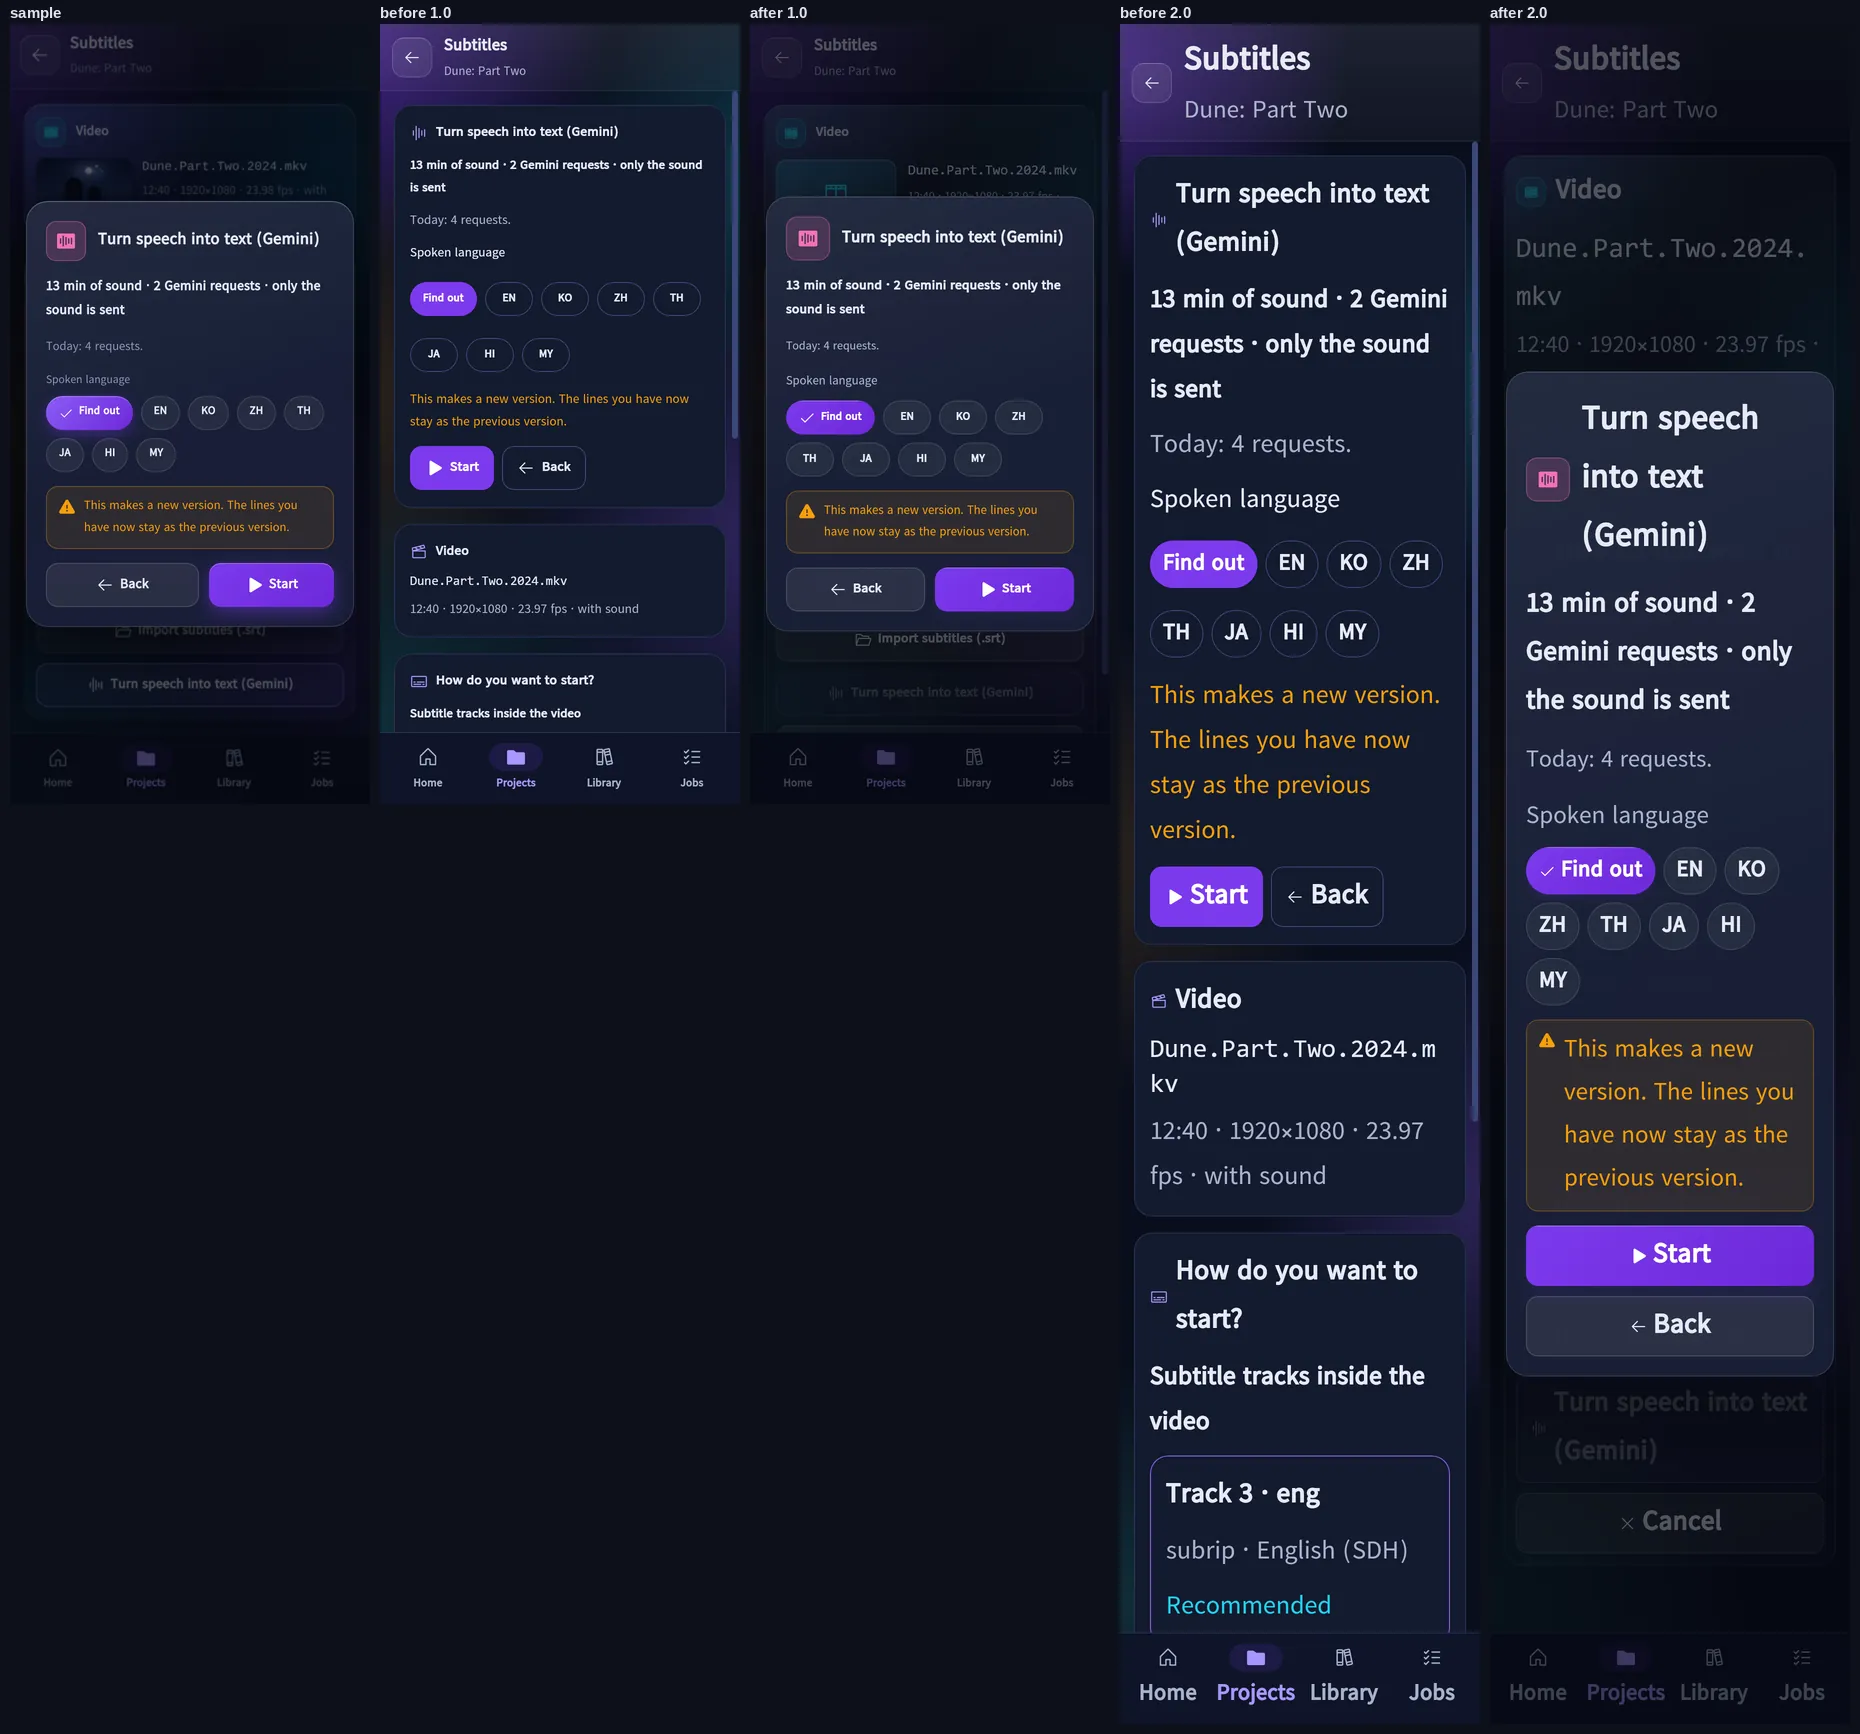 sample
Subtitles
Dune: Part Two
Video
Dune.Part.Two.2024.mkv
12:40 · 1920×1080 · 23.98 fps · with
Turn speech into text (Gemini)
13 min of sound · 2 Gemini requests · only the
sound is sent
Today: 4 requests.
Spoken language
Find out EN KO ZH TH
JA HI MY
This makes a new version. The lines you
have now stay as the previous version.
Back Start
Import subtitles (.srt)
Turn speech into text (Gemini)
Home Projects Library Jobs
before 1.0
Subtitles
Dune: Part Two
Turn speech into text (Gemini)
13 min of sound · 2 Gemini requests · only the sound
is sent
Today: 4 requests.
Spoken language
Find out EN KO ZH TH
JA HI MY
This makes a new version. The lines you have now
stay as the previous version.
Start Back
Video
Dune.Part.Two.2024.mkv
12:40 · 1920×1080 · 23.97 fps · with sound
How do you want to start?
Subtitle tracks inside the video
Home Projects Library Jobs
after 1.0
Subtitles
Dune: Part Two
Video
Dune.Part.Two.2024.mkv
12:40 · 1920×1080 · 23.97 fps ·
Turn speech into text (Gemini)
13 min of sound · 2 Gemini requests · only the
sound is sent
Today: 4 requests.
Spoken language
Find out EN KO ZH
TH JA HI MY
This makes a new version. The lines you
have now stay as the previous version.
Back Start
Import subtitles (.srt)
Turn speech into text (Gemini)
Home Projects Library Jobs
before 2.0
Subtitles
Dune: Part Two
Turn speech into text
(Gemini)
13 min of sound · 2 Gemini
requests · only the sound
is sent
Today: 4 requests.
Spoken language
Find out EN KO ZH
TH JA HI MY
This makes a new version.
The lines you have now
stay as the previous
version.
Start Back
Video
Dune.Part.Two.2024.m
kv
12:40 · 1920×1080 · 23.97
fps · with sound
How do you want to
start?
Subtitle tracks inside the
video
Track 3 · eng
subrip · English (SDH)
Recommended
Home Projects Library Jobs
after 2.0
Subtitles
Dune: Part Two
Video
Dune.Part.Two.2024.
mkv
12:40 · 1920×1080 · 23.97 fps ·
Turn speech
into text
(Gemini)
13 min of sound · 2
Gemini requests · only
the sound is sent
Today: 4 requests.
Spoken language
Find out EN KO
ZH TH JA HI
MY
This makes a new
version. The lines you
have now stay as the
previous version.
Start
Back
Turn speech into text
(Gemini)
Cancel
Home Projects Library Jobs